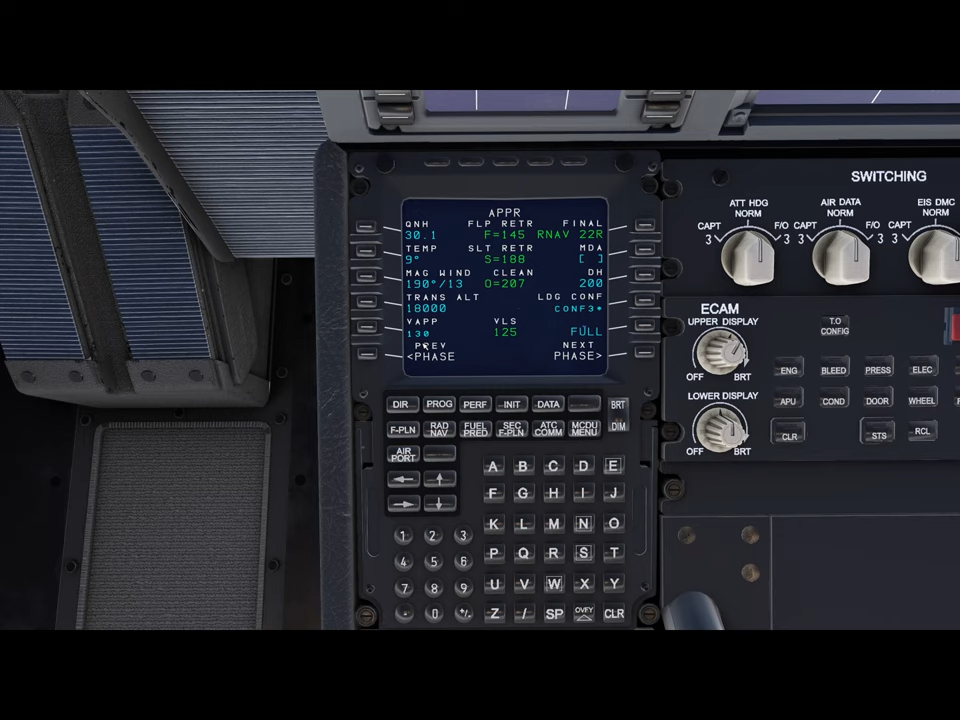 APPR
QNH FLP RETR FINAL
30.1 F=145 RNAV 22R
TEMP SLT RETR MDA
9° S=188 [ ]
MAG WIND CLEAN DH
190°/13 O=207 200
TRANS ALT LDG CONF
18000 CONF3*
VAPP VLS
130 125 FULL
PREV NEXT
<PHASE PHASE>
DIR PROG PERF INIT DATA BRT
DIM
F-PLN RAD NAV FUEL PRED SEC F-PLN ATC COMM MCDU MENU
AIR PORT
← ↑
→ ↓
A B C D E
F G H I J
K L M N O
P Q R S T
U V W X Y
Z / SP OVFY CLR
1 2 3
4 5 6
7 8 9
. 0 +/-
SWITCHING
ATT HDG AIR DATA EIS DMC
NORM NORM NORM
CAPT F/O CAPT F/O CAPT
3 3 3 3 3
ECAM
UPPER DISPLAY
OFF BRT
LOWER DISPLAY
OFF BRT
T.O
CONFIG
ENG BLEED PRESS ELEC
APU COND DOOR WHEEL
CLR STS RCL